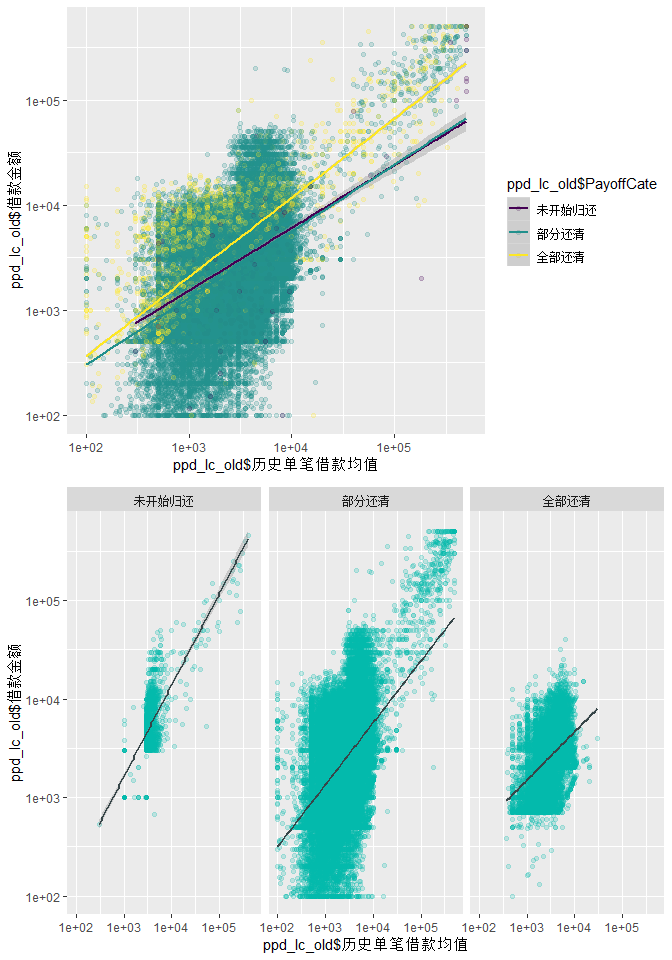 1e+05
1e+04
1e+03
1e+02
ppd_lc_old$借款金额
1e+02 1e+03 1e+04 1e+05
ppd_lc_old$历史单笔借款均值
ppd_lc_old$PayoffCate
未开始归还
部分还清
全部还清
未开始归还 部分还清 全部还清
1e+05
1e+04
1e+03
1e+02
ppd_lc_old$借款金额
1e+02 1e+03 1e+04 1e+05 1e+02 1e+03 1e+04 1e+05 1e+02 1e+03 1e+04 1e+05
ppd_lc_old$历史单笔借款均值